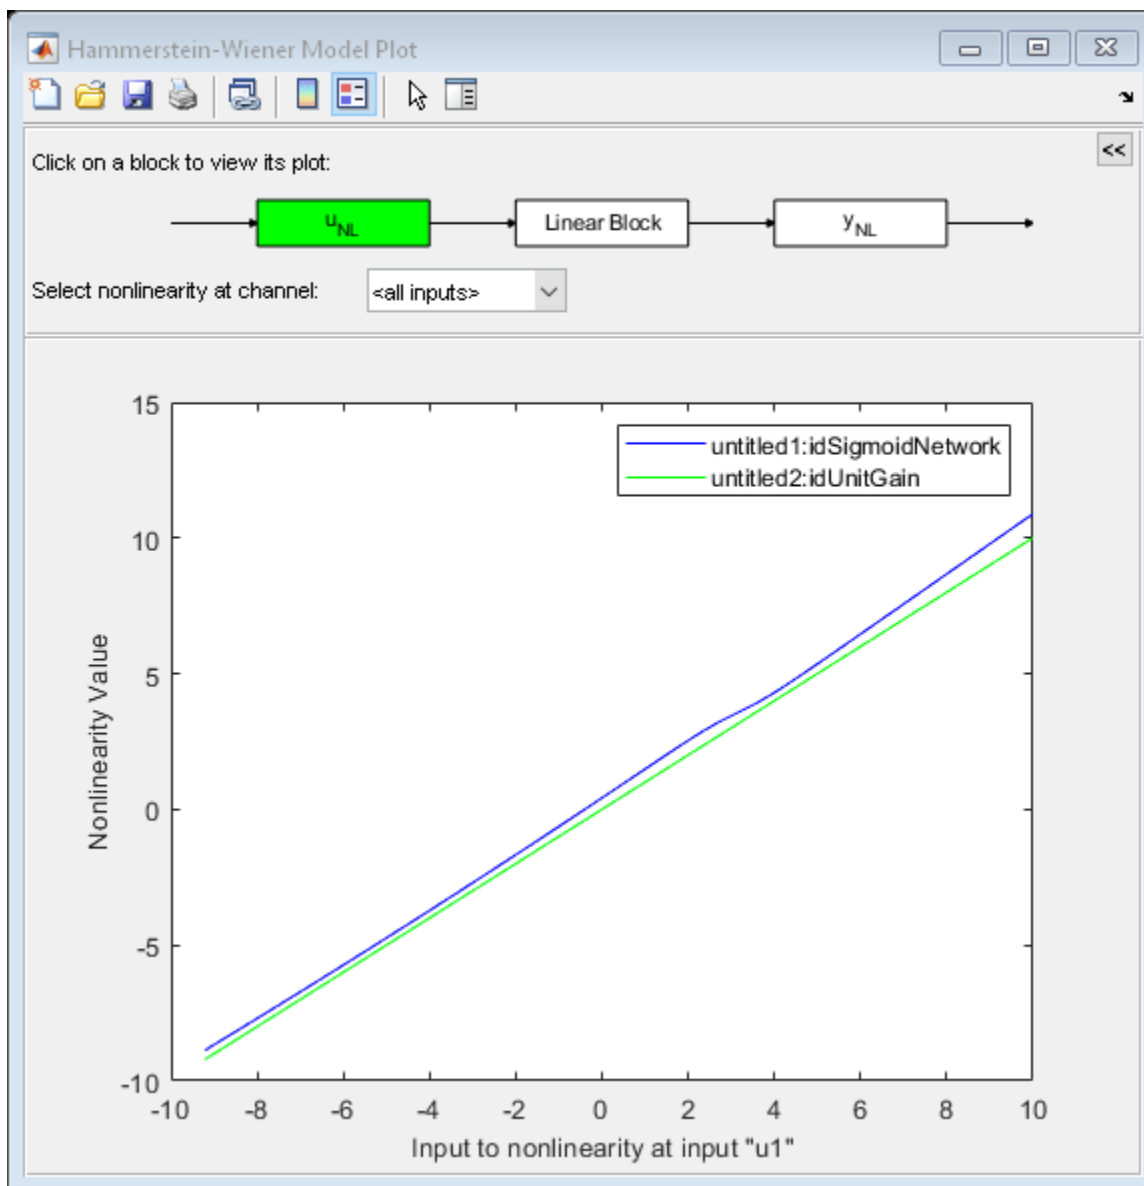 Hammerstein-Wiener Model Plot
Click on a block to view its plot:
<<
uNL
Linear Block
yNL
Select nonlinearity at channel:
<all inputs>
15
10
5
0
-5
-10
Nonlinearity Value
untitled1:idSigmoidNetwork
untitled2:idUnitGain
-10 -8 -6 -4 -2 0 2 4 6 8 10
Input to nonlinearity at input "u1"